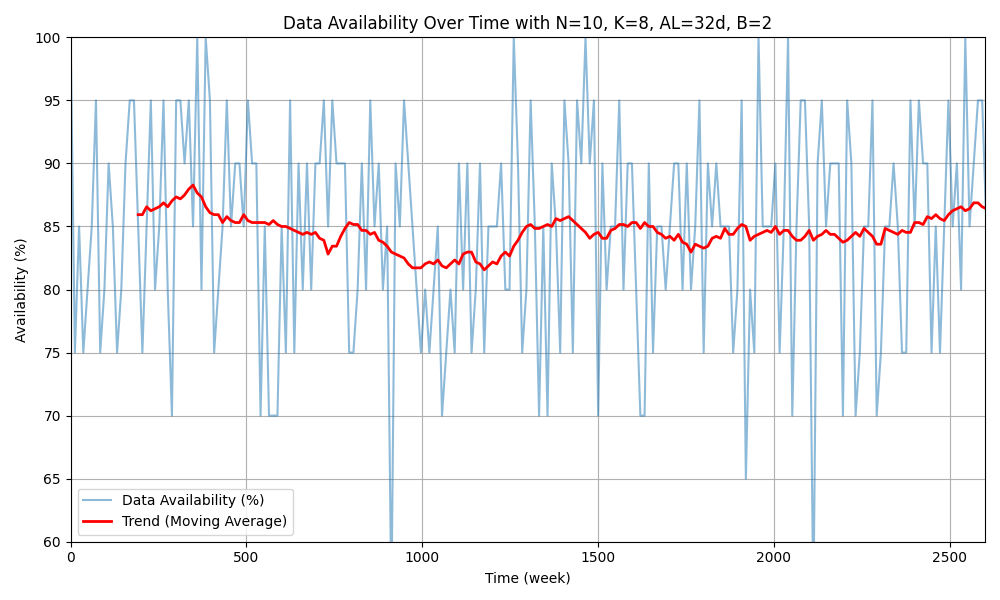 Data Availability Over Time with N=10, K=8, AL=32d, B=2
100
95
90
85
80
75
70
65
60
Availability (%)
Data Availability (%)
Trend (Moving Average)
0 500 1000 1500 2000 2500
Time (week)